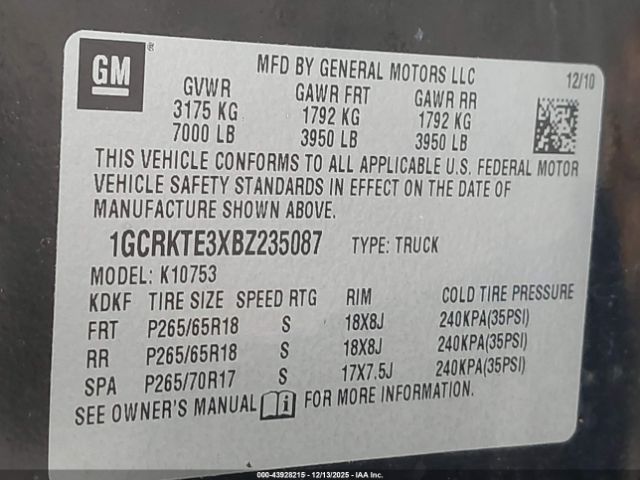 GM®
MFD BY GENERAL MOTORS LLC
12/10
GVWR GAWR FRT GAWR RR
3175 KG 1792 KG 1792 KG
7000 LB 3950 LB 3950 LB
THIS VEHICLE CONFORMS TO ALL APPLICABLE U.S. FEDERAL MOTOR
VEHICLE SAFETY STANDARDS IN EFFECT ON THE DATE OF
MANUFACTURE SHOWN ABOVE.
1GCRKTE3XBZ235087 TYPE: TRUCK
MODEL: K10753
KDKF TIRE SIZE SPEED RTG RIM COLD TIRE PRESSURE
FRT P265/65R18 S 18X8J 240KPA(35PSI)
RR P265/65R18 S 18X8J 240KPA(35PSI)
SPA P265/70R17 S 17X7.5J 240KPA(35PSI)
SEE OWNER'S MANUAL i FOR MORE INFORMATION.
000-43928215 - 12/13/2025 - IAA Inc.